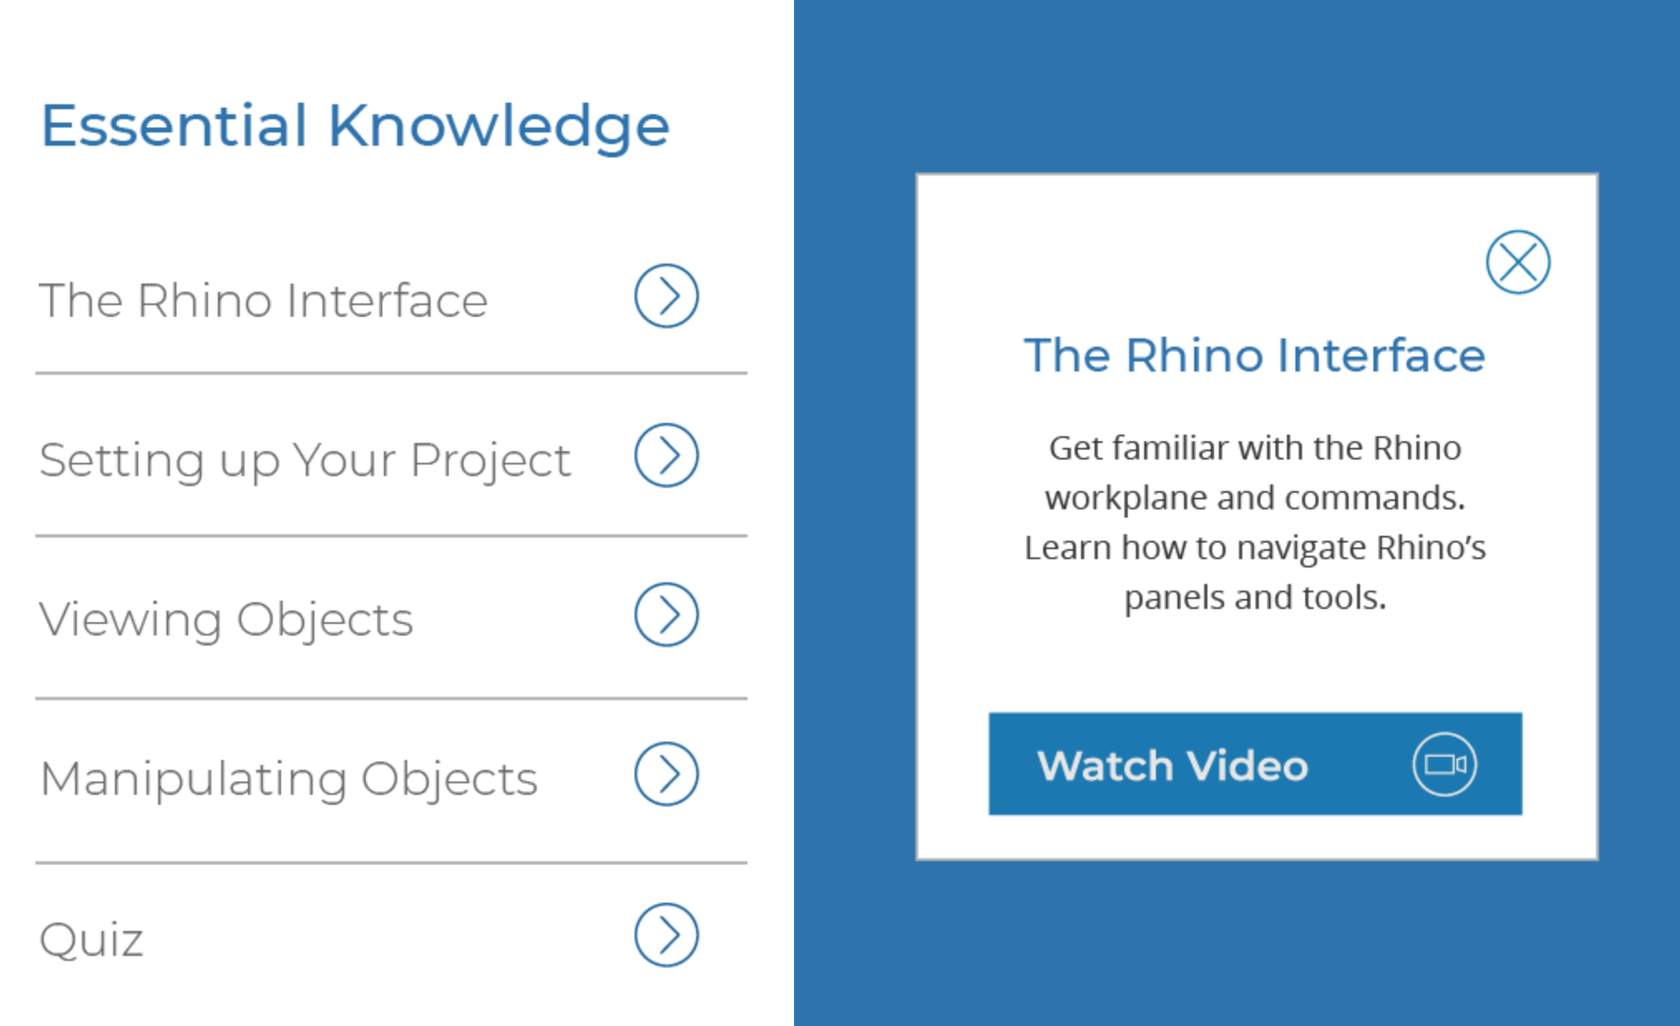 Essential Knowledge
The Rhino Interface
Setting up Your Project
Viewing Objects
Manipulating Objects
Quiz
The Rhino Interface
Get familiar with the Rhino
workplane and commands.
Learn how to navigate Rhino’s
panels and tools.
Watch Video